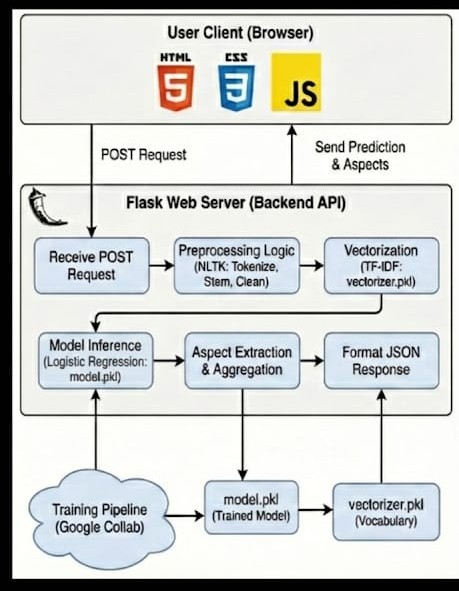 User Client (Browser)
HTML
5
CSS
3
JS
POST Request
Send Prediction
& Aspects
Flask Web Server (Backend API)
Receive POST
Request
Preprocessing Logic
(NLTK: Tokenize,
Stem, Clean)
Vectorization
(TF-IDF:
vectorizer.pkl)
Model Inference
(Logistic Regression:
model.pkl)
Aspect Extraction
& Aggregation
Format JSON
Response
Training Pipeline
(Google Collab)
model.pkl
(Trained Model)
vectorizer.pkl
(Vocabulary)